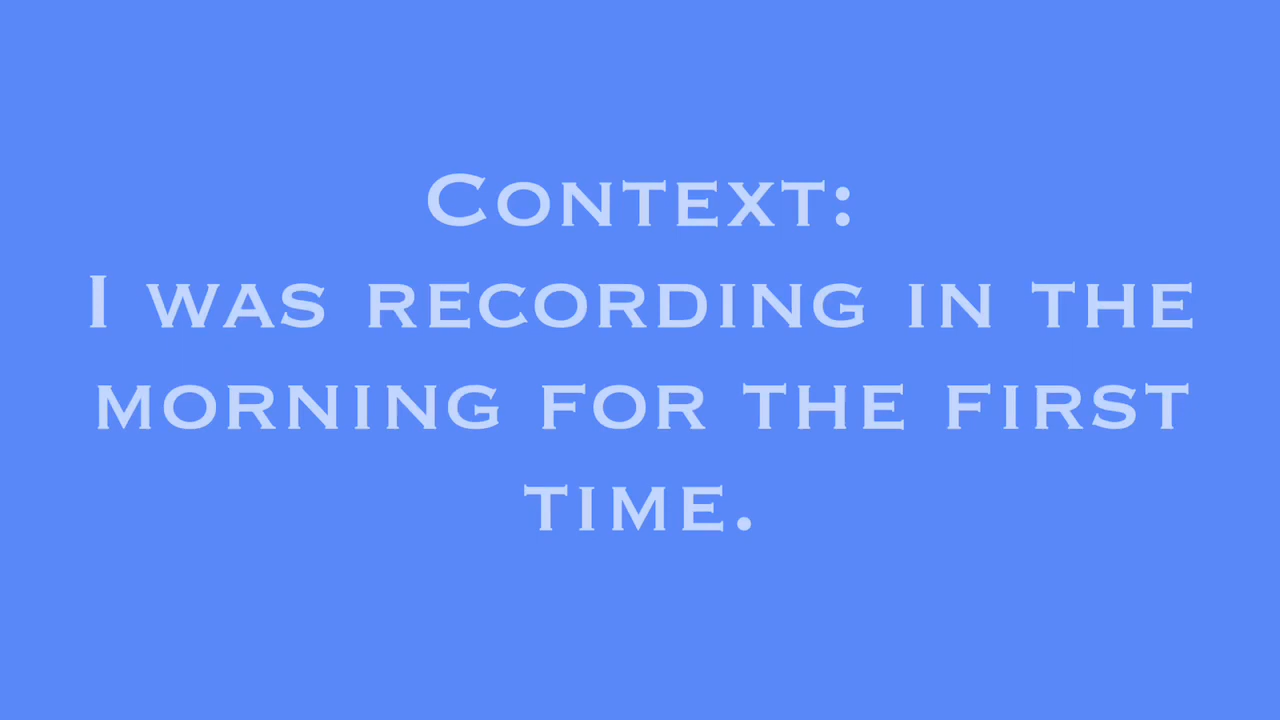 Context:
I was recording in the
morning for the first
time.